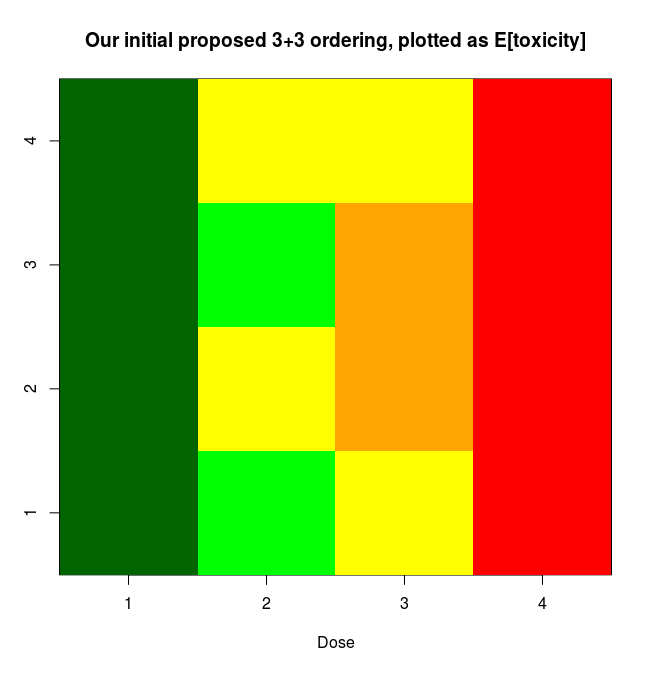 Our initial proposed 3+3 ordering, plotted as E[toxicity]
4
3
2
1
1 2 3 4
Dose